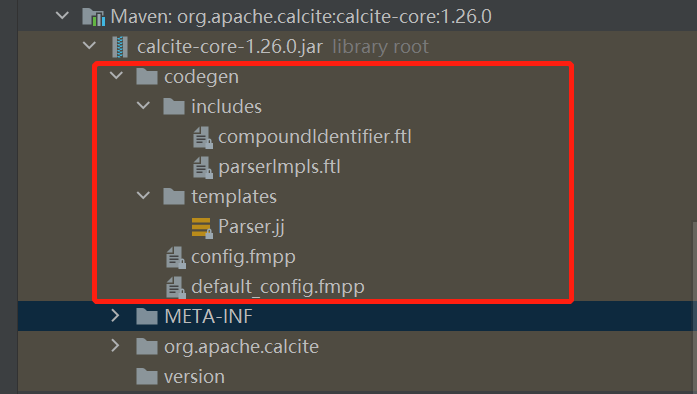 Maven: org.apache.calcite:calcite-core:1.26.0
calcite-core-1.26.0.jar library root
codegen
includes
compoundIdentifier.ftl
parserImpls.ftl
templates
Parser.jj
config.fmpp
default_config.fmpp
META-INF
org.apache.calcite
version